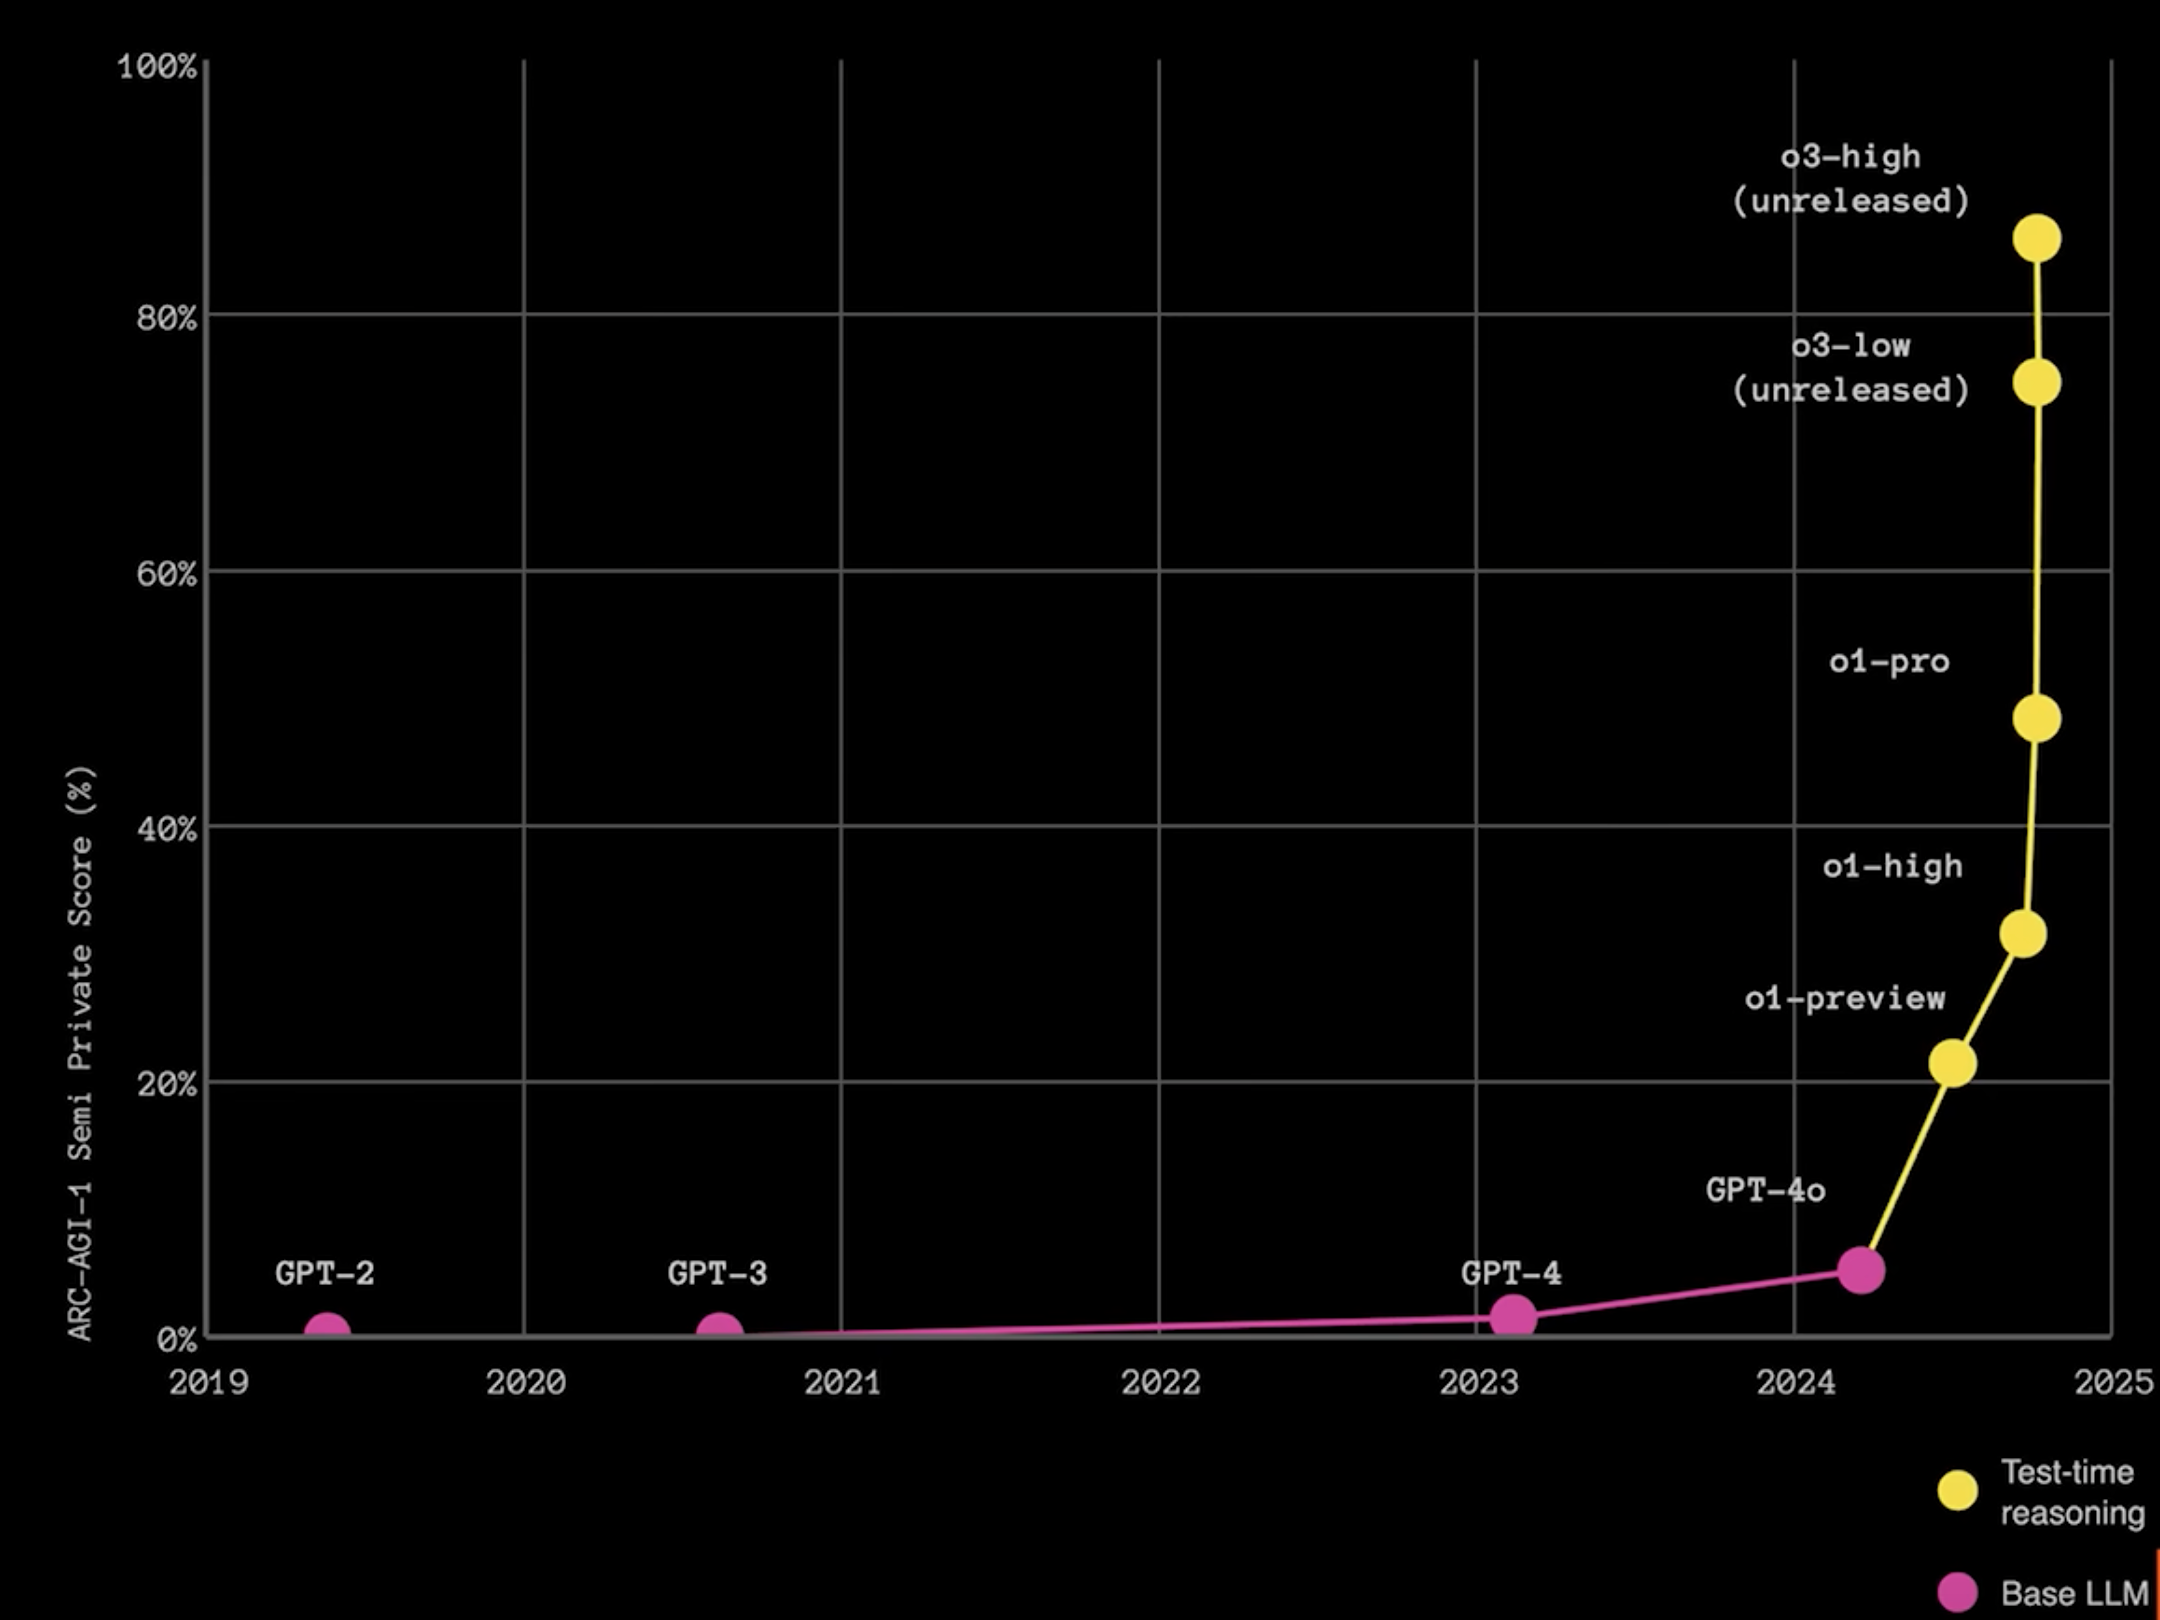 100%
o3-high
(unreleased)
80%
o3-low
(unreleased)
60%
o1-pro
40%
o1-high
o1-preview
20%
GPT-4o
GPT-2
GPT-3
GPT-4
0%
ARC-AGI-1 Semi Private Score (%)
2019
2020
2021
2022
2023
2024
2025
Test-time
reasoning
Base LLM